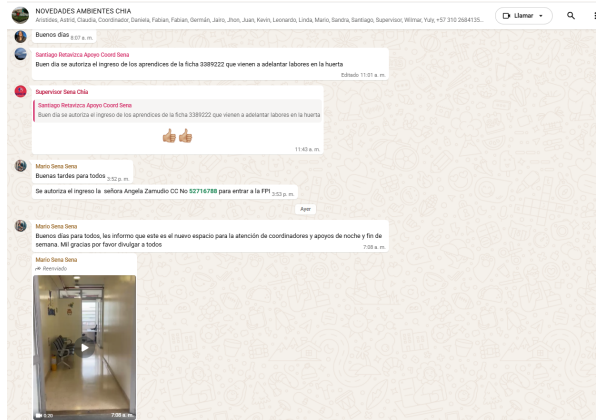 NOVEDADES AMBIENTES CHIA
Aristides, Astrid, Claudia, Coordinador, Daniela, Fabian, Fabian, Germán, Jairo, Jhon, Juan, Kevin, Leonardo, Linda, Mario, Sandra, Santiago, Supervisor, Wilmar, Yuly, +57 310 2684135...
Llamar
Buenos días 8:07 a. m.
Santiago Retavizca Apoyo Coord Sena
Buen día se autoriza el ingreso de los aprendices de la ficha 3389222 que vienen a adelantar labores en la huerta
Editado 11:01 a. m.
Supervisor Sena Chía
Santiago Retavizca Apoyo Coord Sena
Buen día se autoriza el ingreso de los aprendices de la ficha 3389222 que vienen a adelantar labores en la huerta
11:43 a. m.
Mario Sena Sena
Buenas tardes para todos 3:52 p. m.
Se autoriza el ingreso la señora Angela Zamudio CC No 52716788 para entrar a la FPI 3:53 p. m.
Ayer
Mario Sena Sena
Buenos días para todos, les informo que este es el nuevo espacio para la atención de coordinadores y apoyos de noche y fin de
semana. Mil gracias por favor divulgar a todos
7:08 a. m.
Mario Sena Sena
Reenviado
0:20
7:08 a. m.